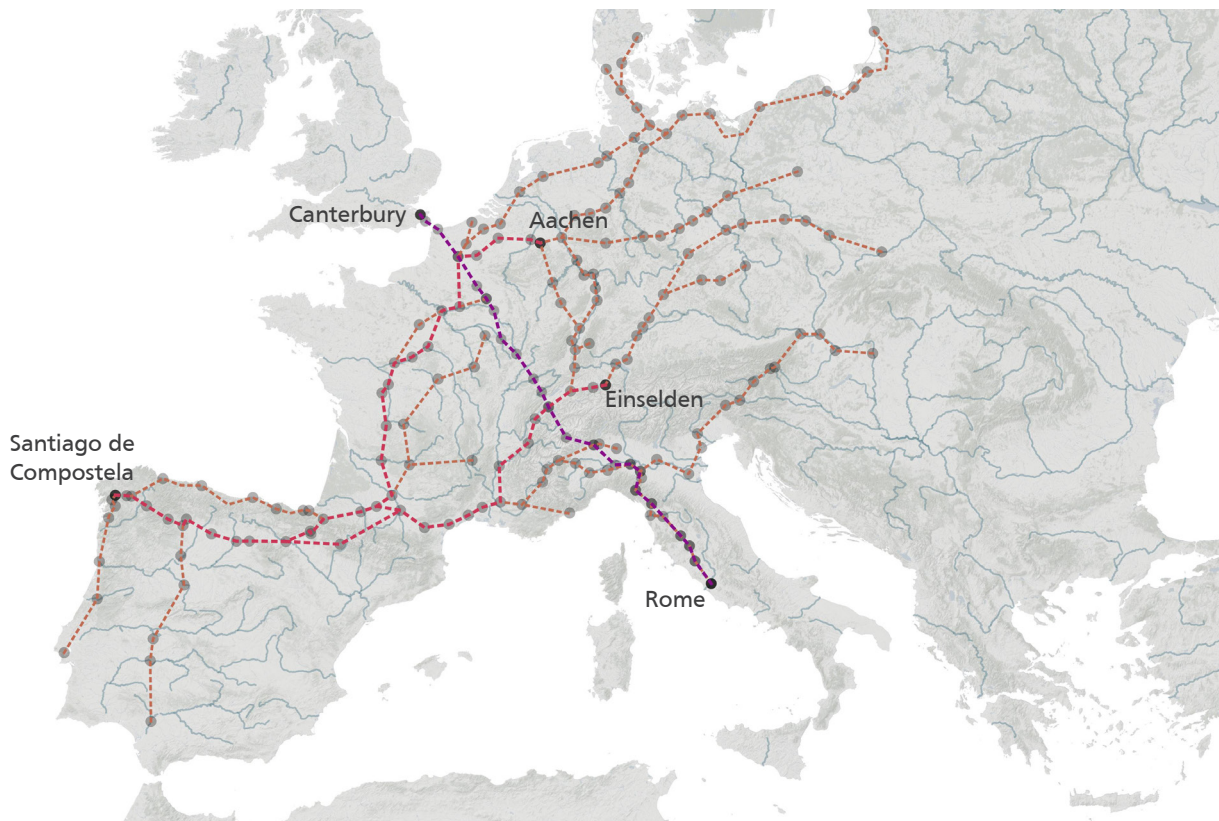 Canterbury
Aachen
Einselden
Santiago de
Compostela
Rome